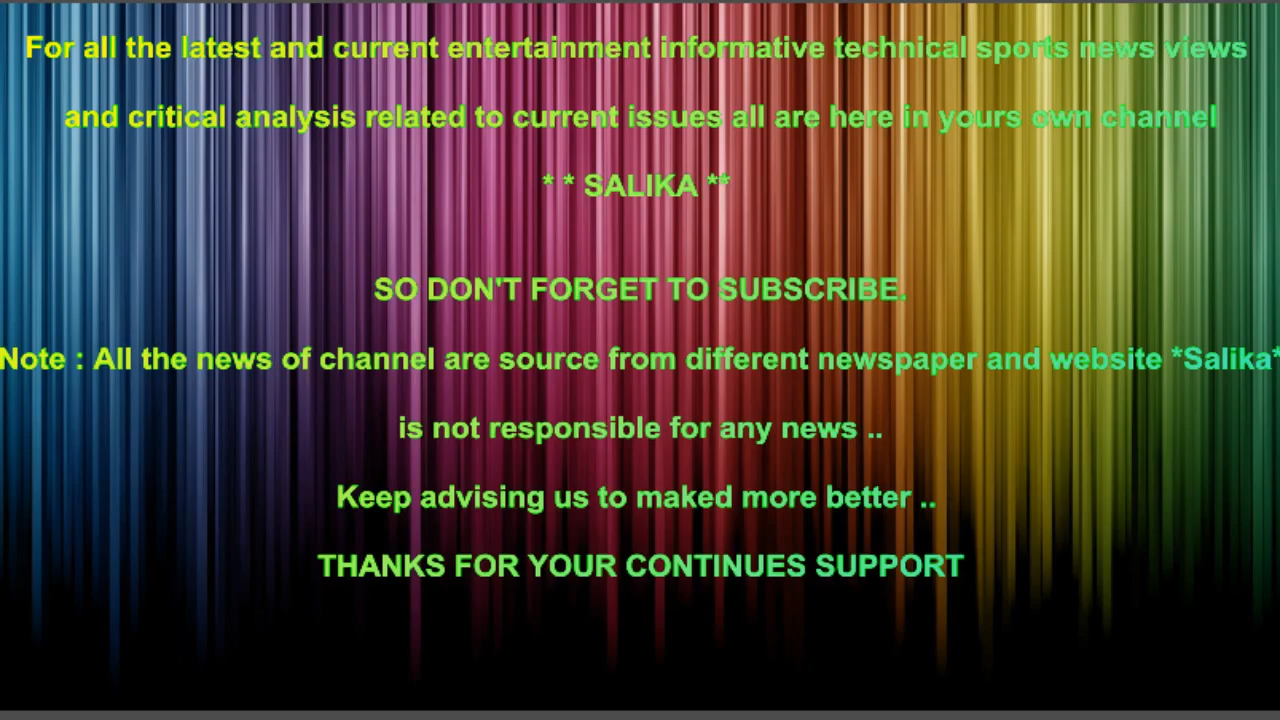 For all the latest and current entertainment informative technical sports news views
and critical analysis related to current issues all are here in yours own channel
* * SALIKA **
SO DON'T FORGET TO SUBSCRIBE.
Note : All the news of channel are source from different newspaper and website *Salika*
is not responsible for any news ..
Keep advising us to maked more better ..
THANKS FOR YOUR CONTINUES SUPPORT